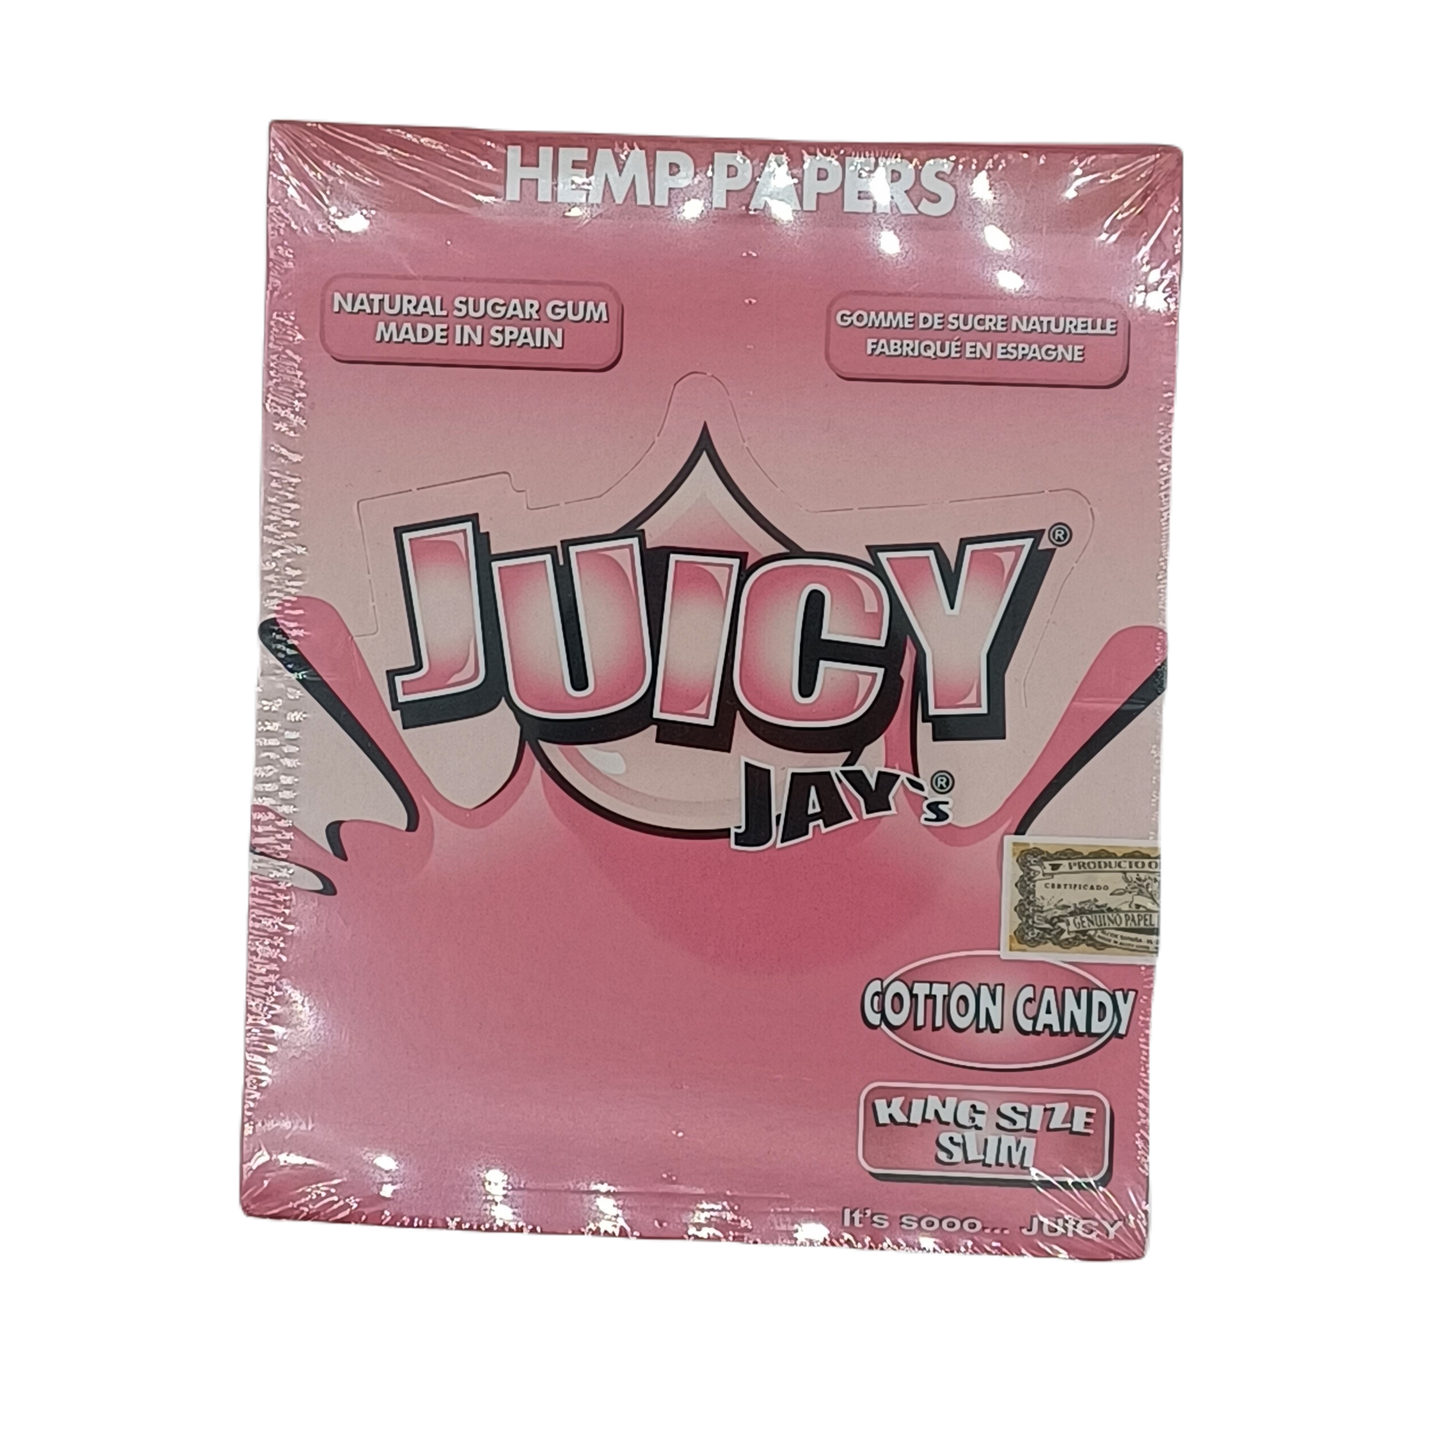 HEMP PAPERS
NATURAL SUGAR GUM
MADE IN SPAIN
GOMME DE SUCRE NATURELLE
FABRIQUÉ EN ESPAGNE
JUICY®
JAY's®
PRODUCTO
CERTIFICADO
GENUINO PAPEL
COTTON CANDY
KING SIZE
SLIM
It's sooo... JUICY